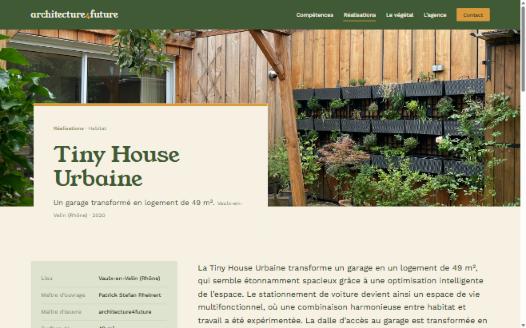 architecture4future
Compétences Réalisations Le végétal L'agence Contact
Réalisations · Habitat
Tiny House
Urbaine
Un garage transformé en logement de 49 m². Vaulx-en-
Velin (Rhône) · 2020
Lieu Vaulx-en-Velin (Rhône)
Maître d'ouvrage Patrick Stefan Rheinert
Maître d'œuvre architecture4future
La Tiny House Urbaine transforme un garage en un logement de 49 m²,
qui semble étonnamment spacieux grâce à une optimisation intelligente
de l'espace. Le stationnement de voiture devient ainsi un espace de vie
multifonctionnel, où une combinaison harmonieuse entre habitat et
travail a été expérimentée. La dalle d'accès au garage est transformée en